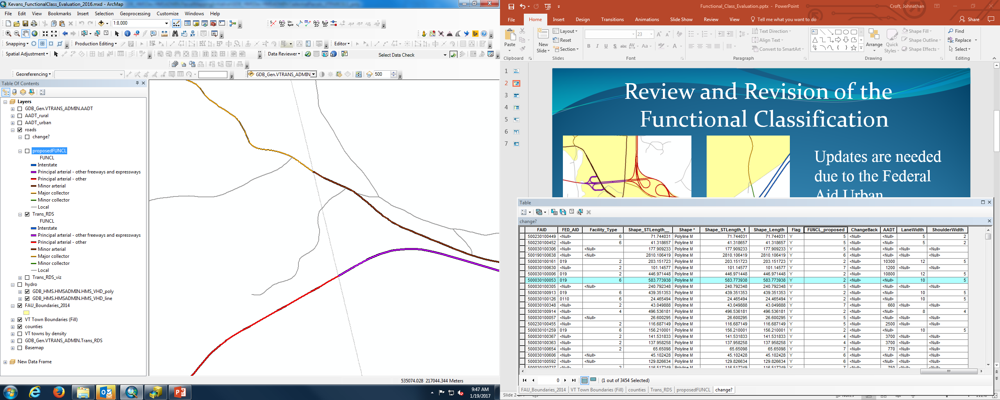 Kevans_FunctionalClass_Evaluation_2016.mxd - ArcMap
File Edit View Bookmarks Insert Selection Geoprocessing Customize Windows Help
1:8,000
Snapping Production Editing Editor
Spatial Adjustment Data Reviewer Select Data Check
Georeferencing GDB_Gen.VTRANS_ADMIN 500
Table Of Contents
Layers
GDB_Gen.VTRANS_ADMIN.AADT
AADT_rural
AADT_urban
roads
change?
proposedFUNCL
FUNCL
Interstate
Principal arterial - other freeways and expressways
Principal arterial - other
Minor arterial
Major collector
Minor collector
Local
Trans_RDS
FUNCL
Interstate
Principal arterial - other freeways and expressways
Principal arterial - other
Minor arterial
Major collector
Minor collector
Local
Trans_RDS_viz
hydro
GDB_HMS.HMSADMIN.HMS_VHD_poly
GDB_HMS.HMSADMIN.HMS_VHD_line
FAU_Boundaries_2014
VT Town Boundaries (Fill)
counties
VT towns by density
GDB_Gen.VTRANS_ADMIN.Trans_RDS
Basemap
New Data Frame
535074.028 217044.344 Meters
9:47 AM
1/19/2017
Functional_Class_Evaluation.pptx - PowerPoint
Croft, Johnathan
File Home Insert Design Transitions Animations Slide Show Review View Tell me what you want to do Share
Paste
New Slide
Layout
Reset
Section
23
Text Direction
Align Text
Convert to SmartArt
Arrange
Quick Styles
Shape Fill
Shape Outline
Shape Effects
Find
Replace
Select
Clipboard Slides Font Paragraph Drawing Editing
1
2
3
4
5
6
7
Review and Revision of the
Functional Classification
Updates are needed
due to the Federal
Aid Urban
Table
change?
FAID FED_AID Facility_Type Shape_STLength__ Shape * Shape_STLength_1 Shape_Length Flag FUNCL_proposed ChangeBack AADT LaneWidth ShoulderWidth
500230100449 <Null> 6 71.744031 Polyline M 71.744031 71.744031 Y 5 <Null> <Null> 5 2
500230100452 <Null> 6 41.318657 Polyline M 41.318657 41.318657 Y 5 <Null> <Null> 5 2
500030100306 <Null> <Null> 177.909233 Polyline M 177.909233 177.909233 Y 5 <Null> <Null> <Null> <Null>
500190100638 <Null> <Null> 2810.106419 Polyline M 2810.106419 2810.106419 Y 6 <Null> <Null> <Null> <Null>
500030100161 019 2 203.151723 Polyline M 203.151723 203.151723 Y 2 <Null> 10300 12 5
500030100630 <Null> 2 101.14577 Polyline M 101.14577 101.14577 Y 7 <Null> 1200 <Null> <Null>
500030100006 019 2 446.971448 Polyline M 446.971448 446.971448 Y 2 <Null> 10800 12 5
500030100053 019 6 583.773938 Polyline M 583.773938 583.773938 Y 2 <Null> <Null> 10 5
500030100305 <Null> <Null> 240.792348 Polyline M 240.792348 240.792348 Y 5 <Null> <Null> <Null> <Null>
500030100913 019 6 439.351353 Polyline M 439.351353 439.351353 Y 2 <Null> <Null> 10 5
500030100126 0110 6 24.465494 Polyline M 24.465494 24.465494 Y 2 <Null> <Null> 10 5
500030100348 <Null> 2 43.049888 Polyline M 43.049888 43.049888 Y 7 <Null> 660 <Null> <Null>
500030100914 <Null> 4 496.536181 Polyline M 496.536181 496.536181 Y 2 <Null> <Null> 8 4
500030100057 <Null> <Null> 26.600295 Polyline M 26.600295 26.600295 Y 5 <Null> <Null> <Null> <Null>
500230100455 <Null> 2 116.687149 Polyline M 116.687149 116.687149 Y 5 <Null> 2500 <Null> <Null>
500030101259 019 6 156.210001 Polyline M 156.210001 156.210001 Y 2 <Null> <Null> 10 5
500030100367 <Null> 2 141.531833 Polyline M 141.531833 141.531833 Y 4 <Null> 3700 <Null> <Null>
500030100363 <Null> 2 137.958258 Polyline M 137.958258 137.958258 Y 4 <Null> 3700 <Null> <Null>
500030100654 <Null> 2 65.65098 Polyline M 65.65098 65.65098 Y 7 <Null> 770 <Null> <Null>
500030100606 <Null> <Null> 45.102428 Polyline M 45.102428 45.102428 Y 6 <Null> <Null> <Null> <Null>
500030100592 <Null> <Null> 129.826634 Polyline M 129.826634 129.826634 Y 6 <Null> <Null> <Null> <Null>
500030100737 <Null> 2 116.517249 Polyline M 116.517249 116.517249 Y 7 <Null> 750 <Null> <Null>
0 (1 out of 3454 Selected)
FAU_Boundaries_2014 VT Town Boundaries (Fill) counties Trans_RDS proposedFUNCL change?
Slide 2 Notes 112%